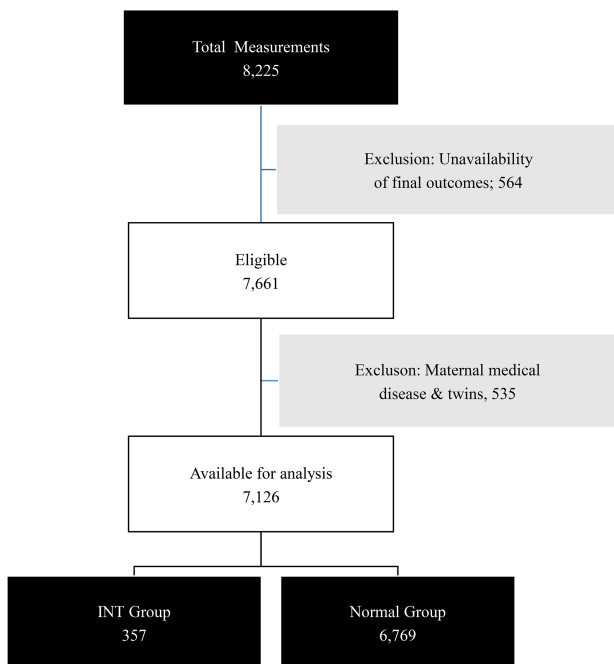 Total Measurements
8,225
Exclusion: Unavailability
of final outcomes; 564
Eligible
7,661
Excluson: Maternal medical
disease & twins, 535
Available for analysis
7,126
INT Group
357
Normal Group
6,769